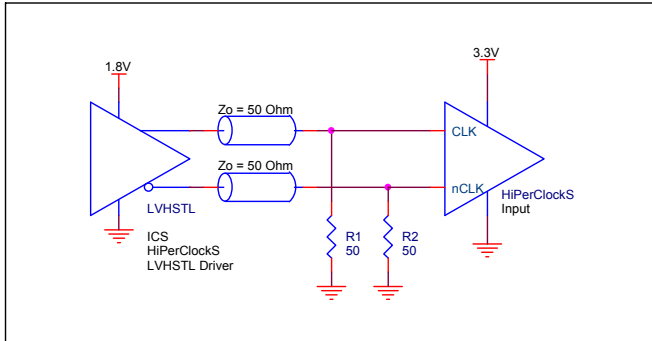 1.8V
3.3V
Zo = 50 Ohm
CLK
Zo = 50 Ohm
nCLK
LVHSTL
HiPerClockS
Input
ICS
HiPerClockS
LVHSTL Driver
R1
50
R2
50